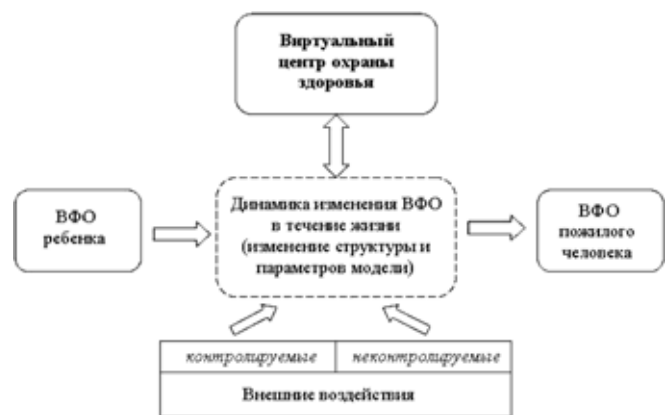 Виртуальный
центр охраны
здоровья
ВФО
ребенка
Динамика изменения ВФО
в течение жизни
(изменение структуры и
параметров модели)
ВФО
пожилого
человека
контролируемые
неконтролируемые
Внешние воздействия